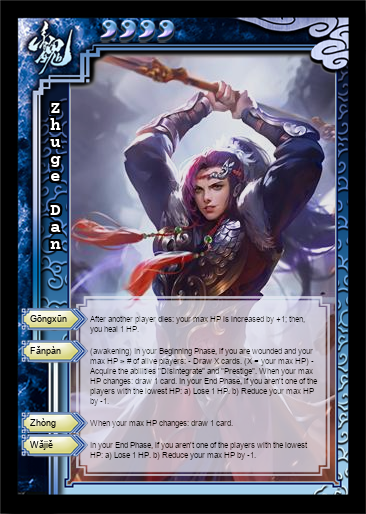 魏
Zhuge Dan
Gōngxūn
After another player dies: your max HP is increased by +1; then,
you heal 1 HP.
Fǎnpàn
(awakening) In your Beginning Phase, if you are wounded and your
max HP » # of alive players. - Draw X cards. (X = your max HP) -
Acquire the abilities "Disintegrate" and "Prestige". When your max
HP changes: draw 1 card. In your End Phase, if you aren't one of the
players with the lowest HP: a) Lose 1 HP. b) Reduce your max HP
by -1.
Zhòng
When your max HP changes: draw 1 card.
Wǎjiě
In your End Phase, if you aren't one of the players with the lowest
HP: a) Lose 1 HP. b) Reduce your max HP by -1.